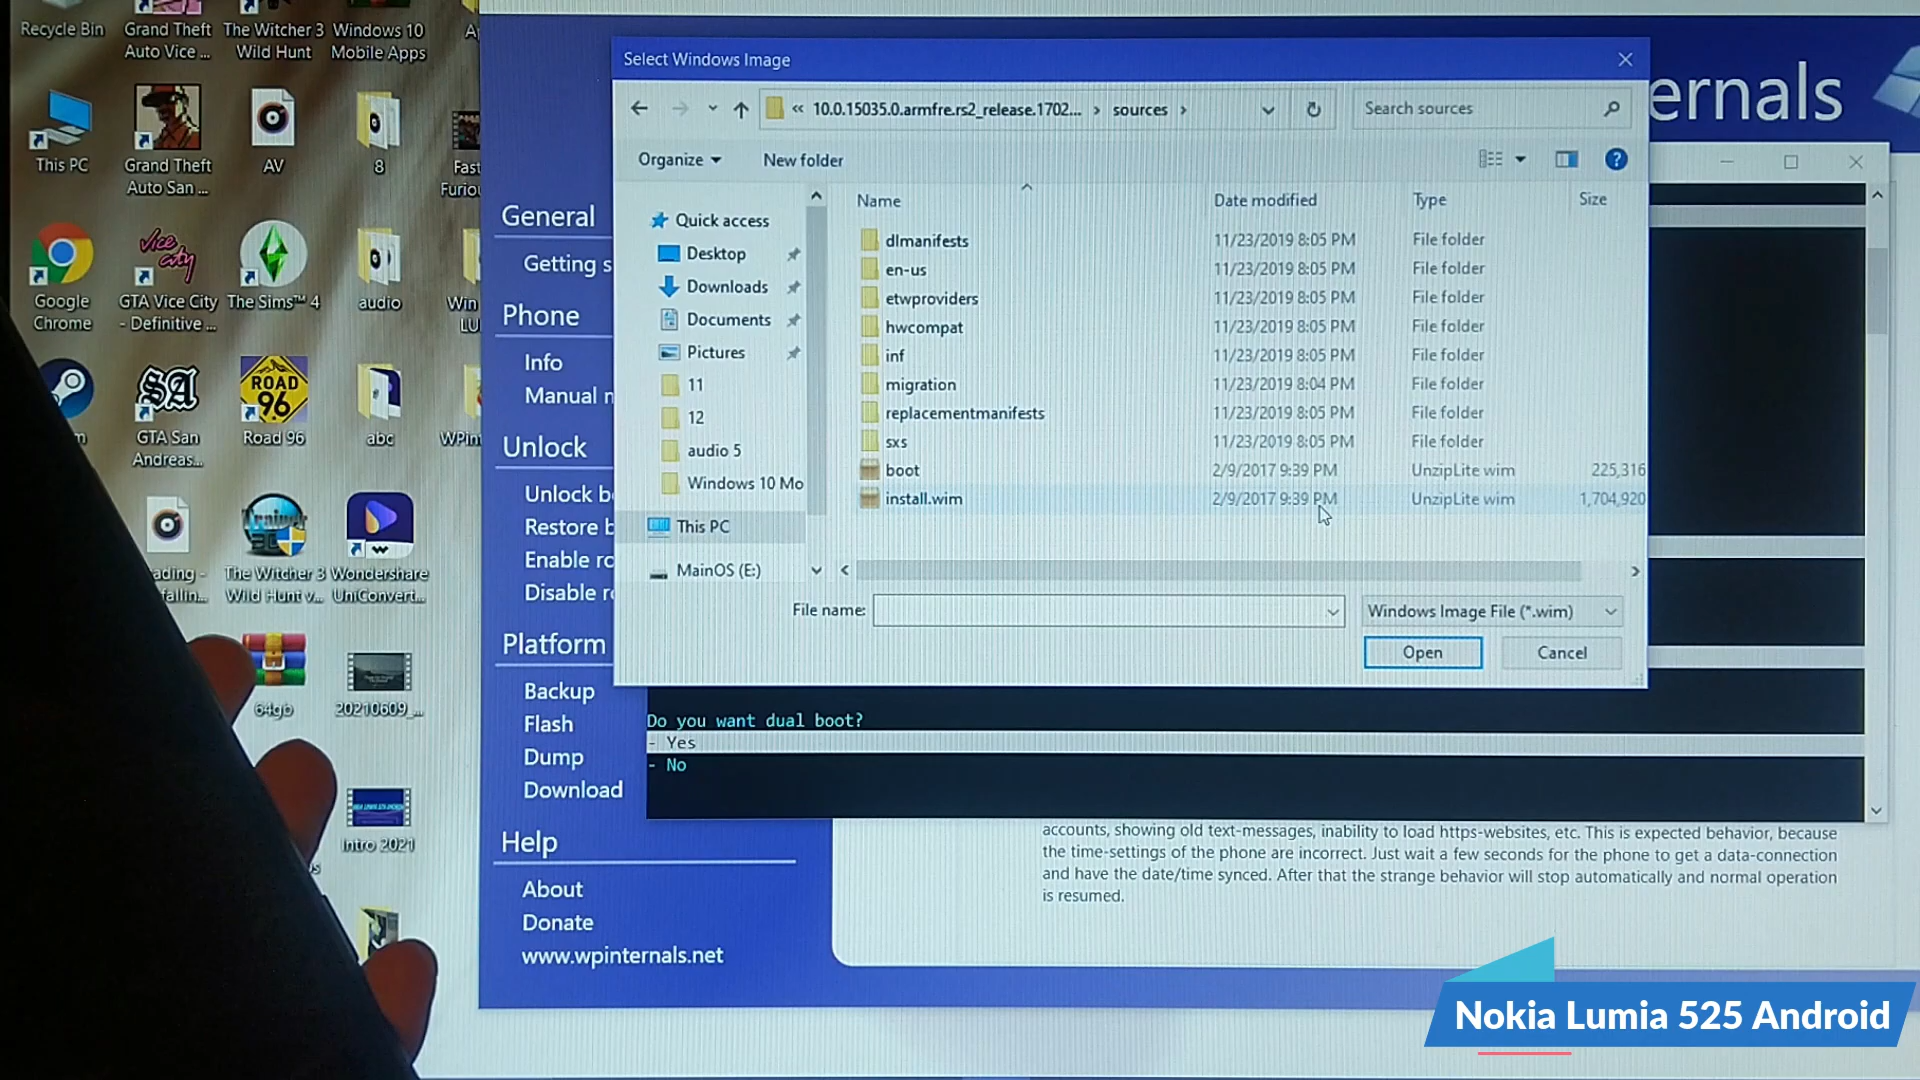 Recycle Bin
Grand Theft
Auto Vice ...
The Witcher 3
Wild Hunt
Windows 10
Mobile Apps
This PC
Grand Theft
Auto San ...
AV
8
Fast
Furiou
Google
Chrome
GTA Vice City
- Definitive ...
The Sims™ 4
audio
Win
LU
GTA San
Andreas...
ROAD
96
Road 96
abc
WPint
The Witcher 3
Wild Hunt v...
Wondershare
UniConvert...
64gb
20210609_...
Intro 2021
ernals
General
Getting s
Phone
Info
Manual m
Unlock
Unlock bo
Restore b
Enable ro
Disable ro
Platform
Backup
Flash
Dump
Download
Help
About
Donate
www.wpinternals.net
Select Windows Image
« 10.0.15035.0.armfre.rs2_release.1702... › sources ›
Search sources
Organize
New folder
Quick access
Desktop
Downloads
Documents
Pictures
11
12
audio 5
Windows 10 Mo
This PC
MainOS (E:)
Name Date modified Type Size
dlmanifests 11/23/2019 8:05 PM File folder
en-us 11/23/2019 8:05 PM File folder
etwproviders 11/23/2019 8:05 PM File folder
hwcompat 11/23/2019 8:05 PM File folder
inf 11/23/2019 8:05 PM File folder
migration 11/23/2019 8:04 PM File folder
replacementmanifests 11/23/2019 8:05 PM File folder
sxs 11/23/2019 8:05 PM File folder
boot 2/9/2017 9:39 PM UnzipLite wim 225,316
install.wim 2/9/2017 9:39 PM UnzipLite wim 1,704,920
File name:
Windows Image File (*.wim)
Open
Cancel
Do you want dual boot?
- Yes
- No
accounts, showing old text-messages, inability to load https-websites, etc. This is expected behavior, because
the time-settings of the phone are incorrect. Just wait a few seconds for the phone to get a data-connection
and have the date/time synced. After that the strange behavior will stop automatically and normal operation
is resumed.
Nokia Lumia 525 Android